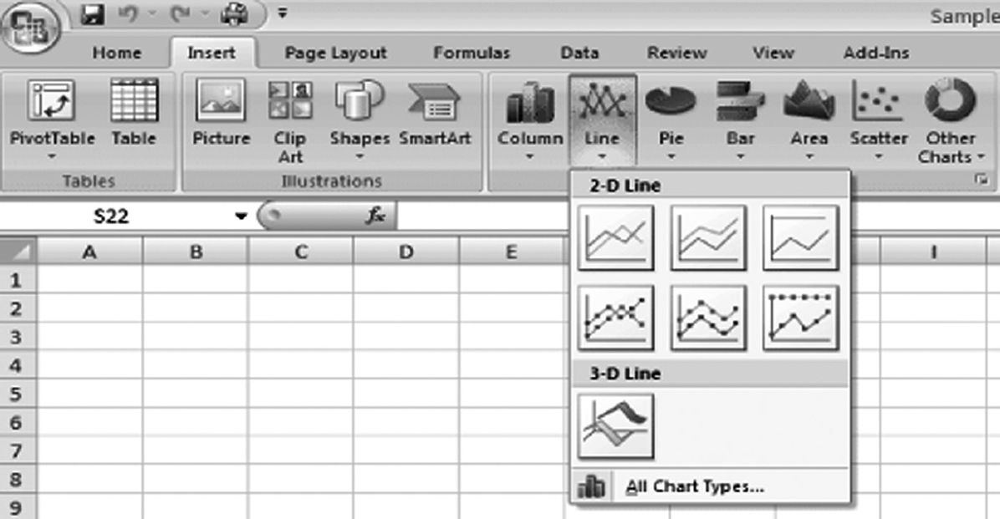 Sample
Home Insert Page Layout Formulas Data Review View Add-Ins
PivotTable Table Picture Clip Art Shapes SmartArt Column Line Pie Bar Area Scatter Other Charts
Tables Illustrations
2-D Line
S22 fx
A B C D E I
1
2
3
4
5
6
7
8
9
3-D Line
All Chart Types...